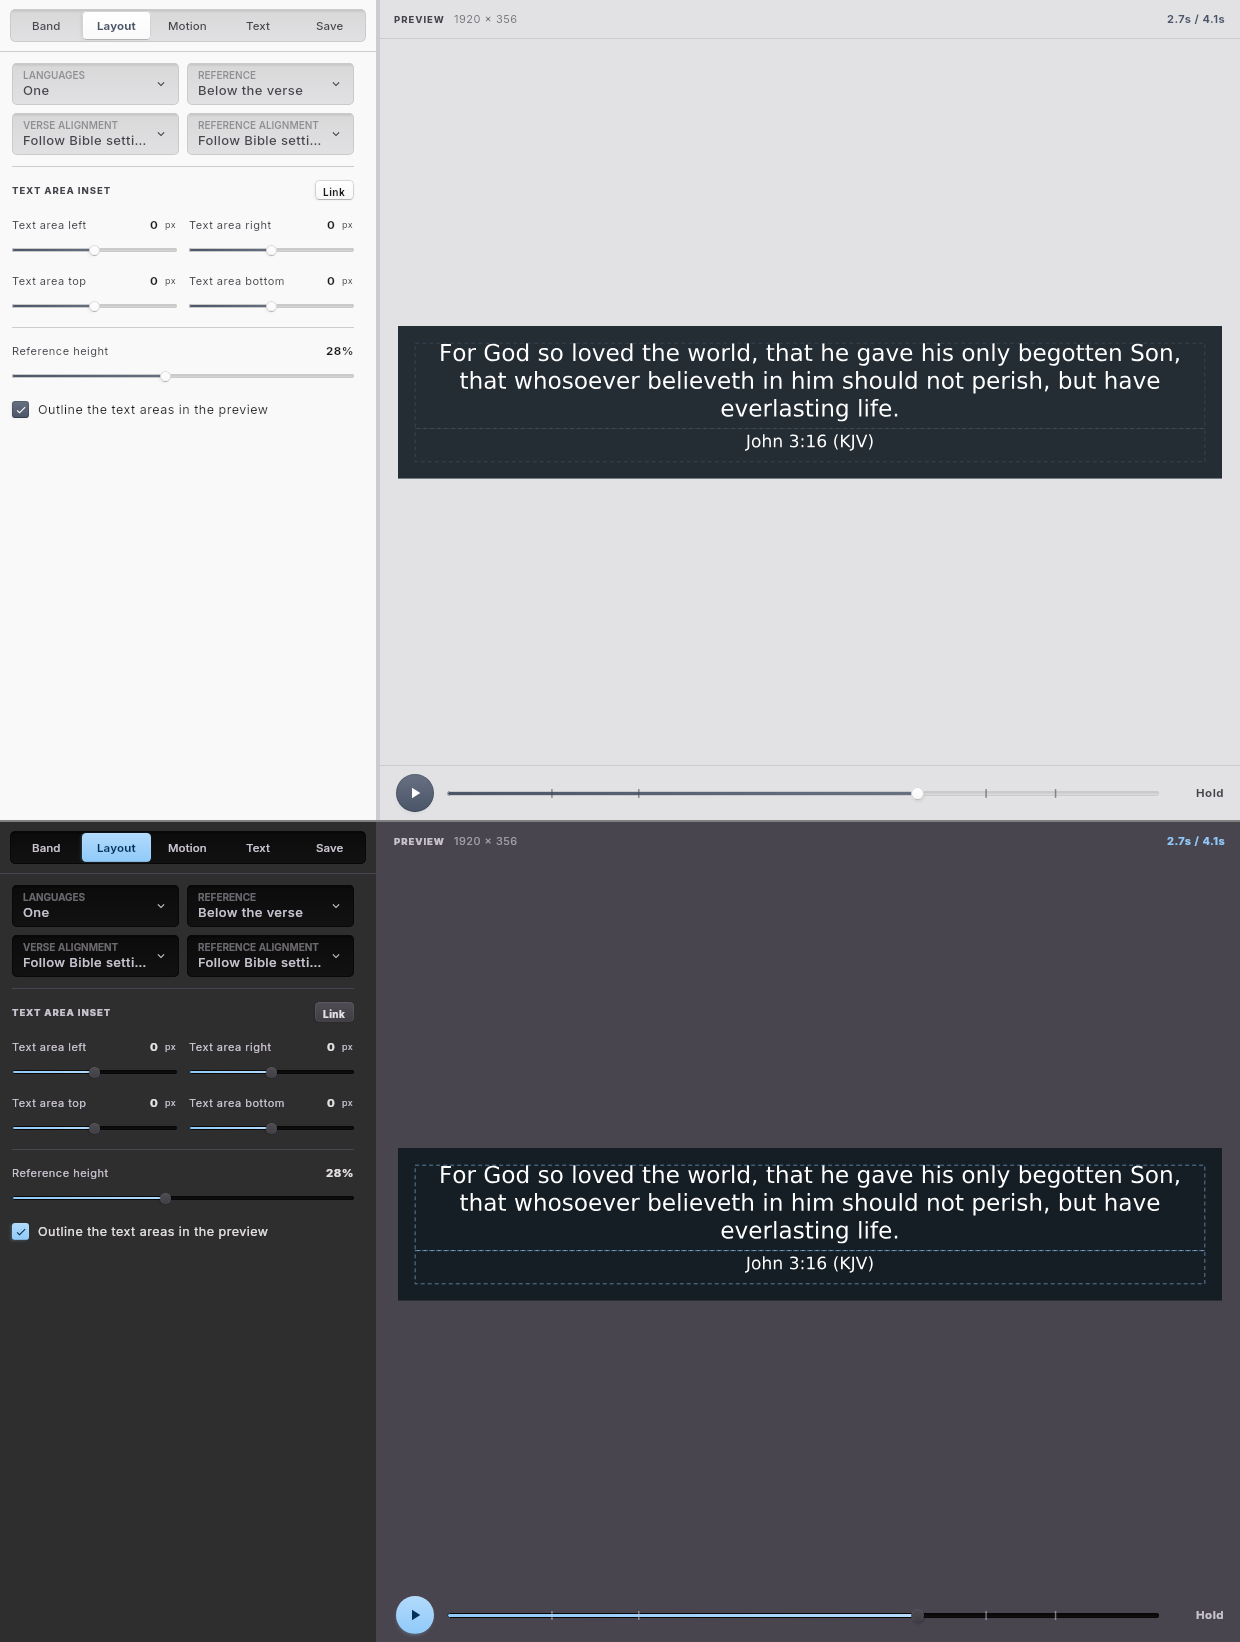 Band Layout Motion Text Save
PREVIEW 1920 × 356 2.7s / 4.1s
LANGUAGES
One
REFERENCE
Below the verse
VERSE ALIGNMENT
Follow Bible setti...
REFERENCE ALIGNMENT
Follow Bible setti...
TEXT AREA INSET Link
Text area left 0 px Text area right 0 px
Text area top 0 px Text area bottom 0 px
Reference height 28%
Outline the text areas in the preview
For God so loved the world, that he gave his only begotten Son,
that whosoever believeth in him should not perish, but have
everlasting life.
John 3:16 (KJV)
Hold
Band Layout Motion Text Save
PREVIEW 1920 × 356 2.7s / 4.1s
LANGUAGES
One
REFERENCE
Below the verse
VERSE ALIGNMENT
Follow Bible setti...
REFERENCE ALIGNMENT
Follow Bible setti...
TEXT AREA INSET Link
Text area left 0 px Text area right 0 px
Text area top 0 px Text area bottom 0 px
Reference height 28%
Outline the text areas in the preview
For God so loved the world, that he gave his only begotten Son,
that whosoever believeth in him should not perish, but have
everlasting life.
John 3:16 (KJV)
Hold